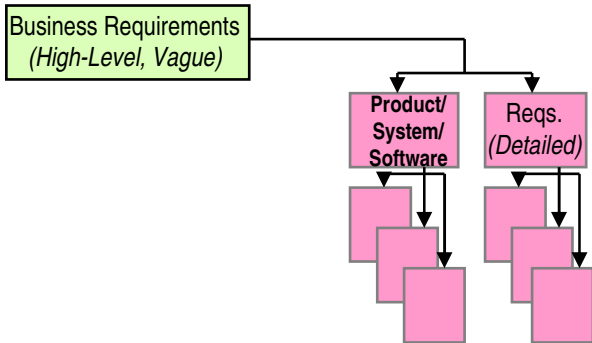 Business Requirements
(High-Level, Vague)
Product/
System/
Software
Reqs.
(Detailed)